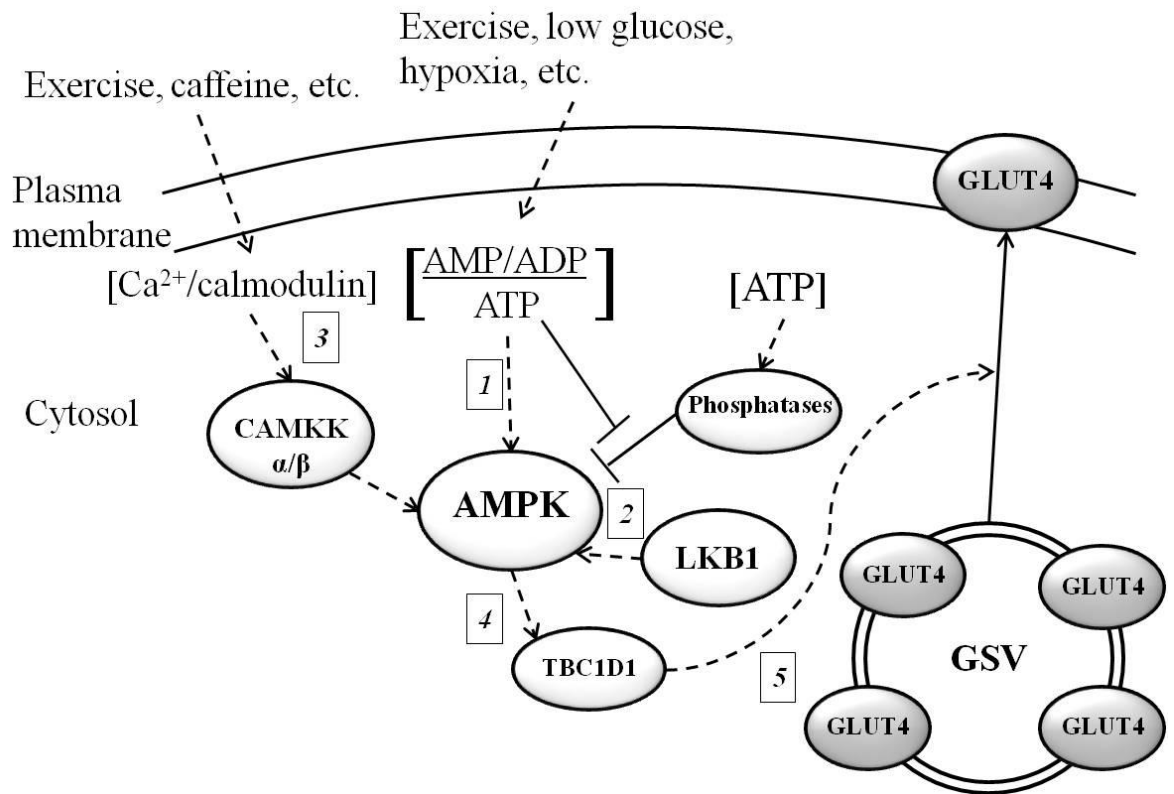 Exercise, low glucose,
hypoxia, etc.
Exercise, caffeine, etc.
GLUT4
Plasma
membrane
[Ca²⁺/calmodulin]
[AMP/ADP
ATP]
[ATP]
3
1
Phosphatases
Cytosol
CAMKK
α/β
AMPK
2
LKB1
GLUT4
GLUT4
4
TBC1D1
5
GSV
GLUT4
GLUT4